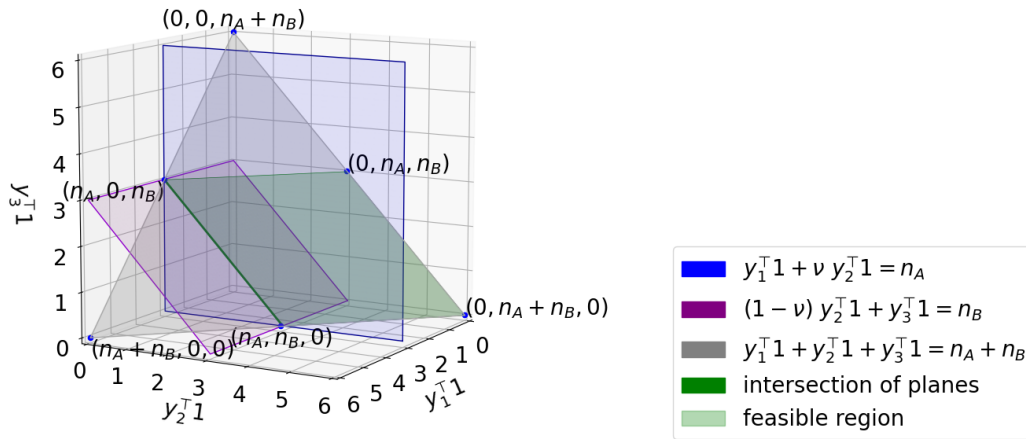 (0, 0, n_A + n_B)
6
5
4
3
2
1
0
y_3^⊤1
(0, n_A, n_B)
(n_A, 0, n_B)
(0, n_A + n_B, 0)
(n_A, n_B, 0)
(n_A + n_B, 0, 0)
0 1 2 3 4 5 6
y_2^⊤1
6 5 4 3 2 1 0
y_1^⊤1
y_1^⊤1 + ν y_2^⊤1 = n_A
(1 − ν) y_2^⊤1 + y_3^⊤1 = n_B
y_1^⊤1 + y_2^⊤1 + y_3^⊤1 = n_A + n_B
intersection of planes
feasible region